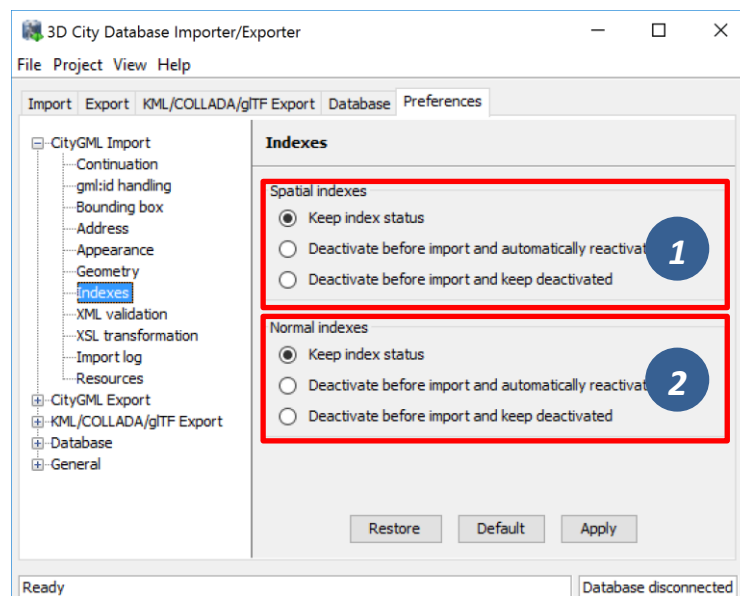 3D City Database Importer/Exporter
File Project View Help
Import Export KML/COLLADA/glTF Export Database Preferences
CityGML Import
Continuation
gml:id handling
Bounding box
Address
Appearance
Geometry
Indexes
XML validation
XSL transformation
Import log
Resources
CityGML Export
KML/COLLADA/glTF Export
Database
General
Indexes
Spatial indexes
Keep index status
Deactivate before import and automatically reactivat
Deactivate before import and keep deactivated
1
Normal indexes
Keep index status
Deactivate before import and automatically reactivat
Deactivate before import and keep deactivated
2
Restore Default Apply
Ready Database disconnected